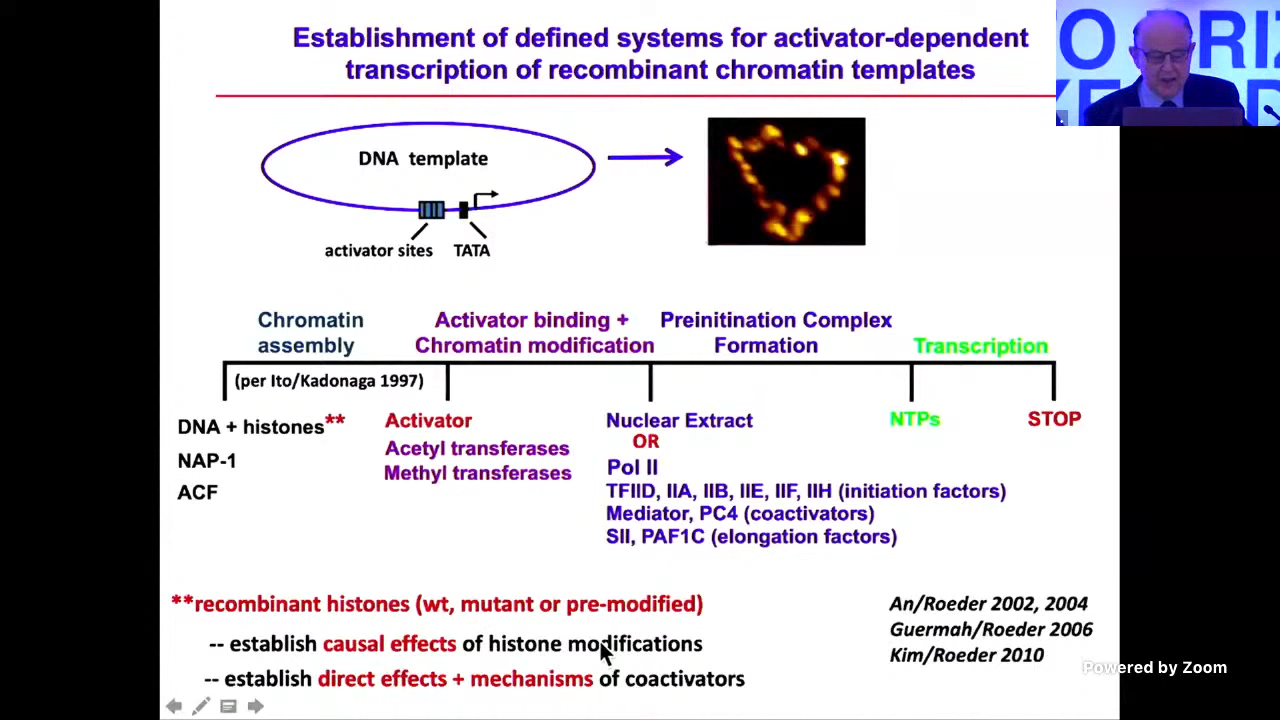 Establishment of defined systems for activator-dependent
transcription of recombinant chromatin templates
DNA template
activator sites
TATA
Chromatin
assembly
Activator binding +
Chromatin modification
Preinitination Complex
Formation
Transcription
(per Ito/Kadonaga 1997)
DNA + histones**
NAP-1
ACF
Activator
Acetyl transferases
Methyl transferases
Nuclear Extract
OR
Pol II
TFIID, IIA, IIB, IIE, IIF, IIH (initiation factors)
Mediator, PC4 (coactivators)
SII, PAF1C (elongation factors)
NTPs
STOP
**recombinant histones (wt, mutant or pre-modified)
-- establish causal effects of histone modifications
-- establish direct effects + mechanisms of coactivators
An/Roeder 2002, 2004
Guermah/Roeder 2006
Kim/Roeder 2010
Powered by Zoom